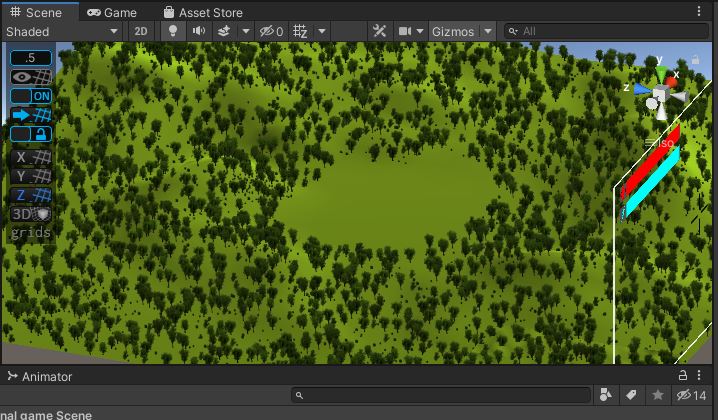 Scene Game Asset Store
Shaded 2D 0 Gizmos All
.5
ON
X
Y
Z
3D
grids
y
x
z
Iso
Animator
14
nal game Scene